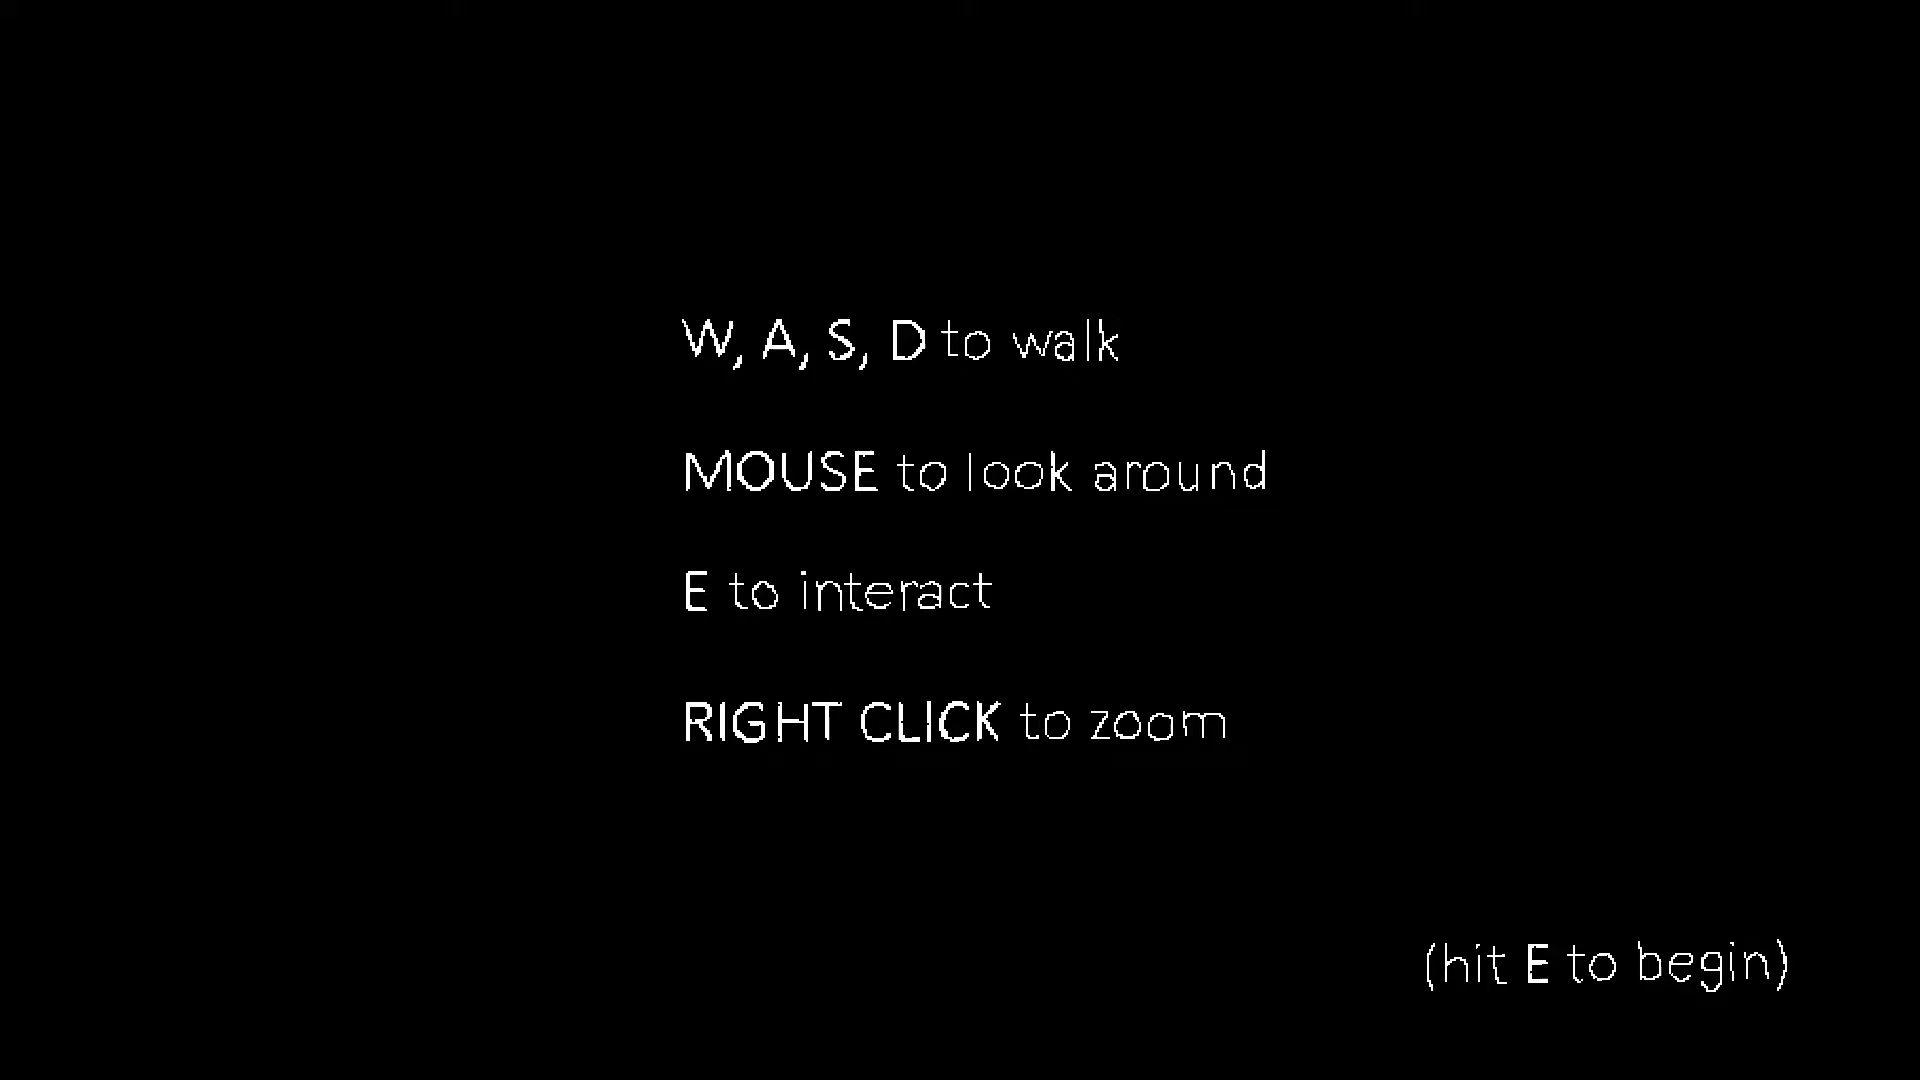 W, A, S, D to walk
MOUSE to look around
E to interact
RIGHT CLICK to zoom
(hit E to begin)